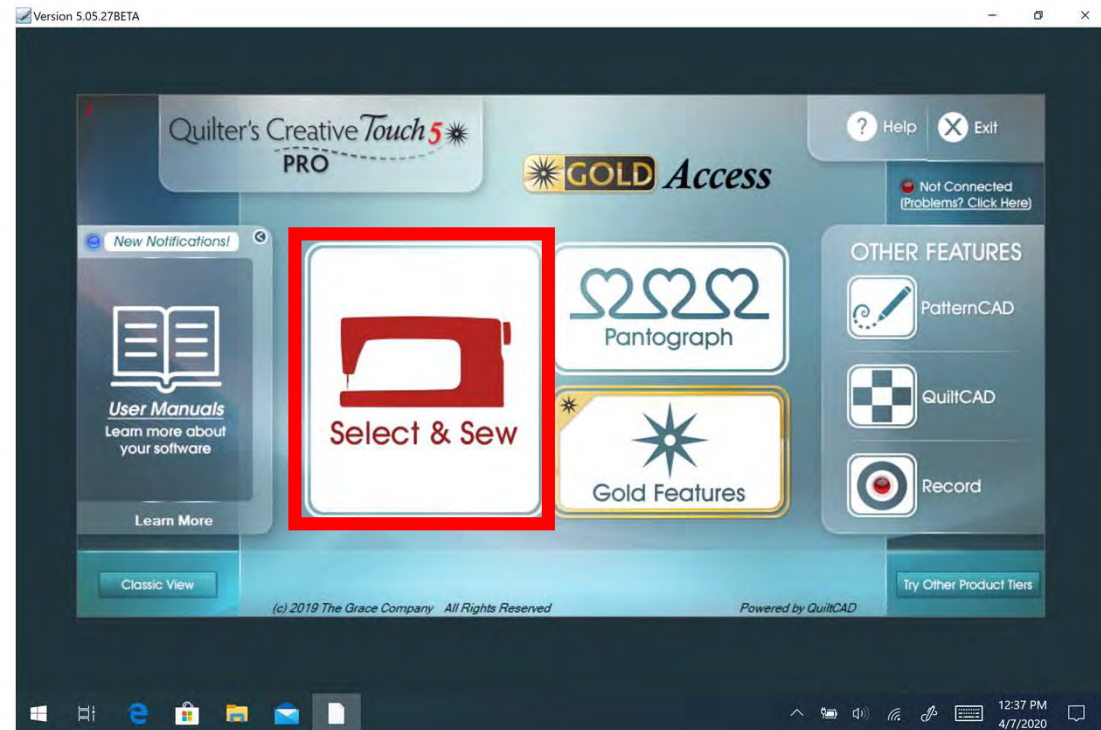 Version 5.05.27BETA
Quilter's Creative Touch 5
PRO
GOLD Access
? Help X Exit
Not Connected
(Problems? Click Here)
New Notifications!
User Manuals
Learn more about
your software
Learn More
Select & Sew
Pantograph
Gold Features
OTHER FEATURES
PatternCAD
QuiltCAD
Record
Classic View
Try Other Product Tiers
(c) 2019 The Grace Company All Rights Reserved
Powered by QuiltCAD
12:37 PM
4/7/2020